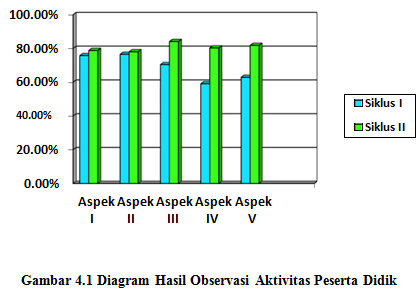 100.00%
80.00%
60.00%
40.00%
20.00%
0.00%
Aspek I
Aspek II
Aspek III
Aspek IV
Aspek V
Siklus I
Siklus II
Gambar 4.1 Diagram Hasil Observasi Aktivitas Peserta Didik